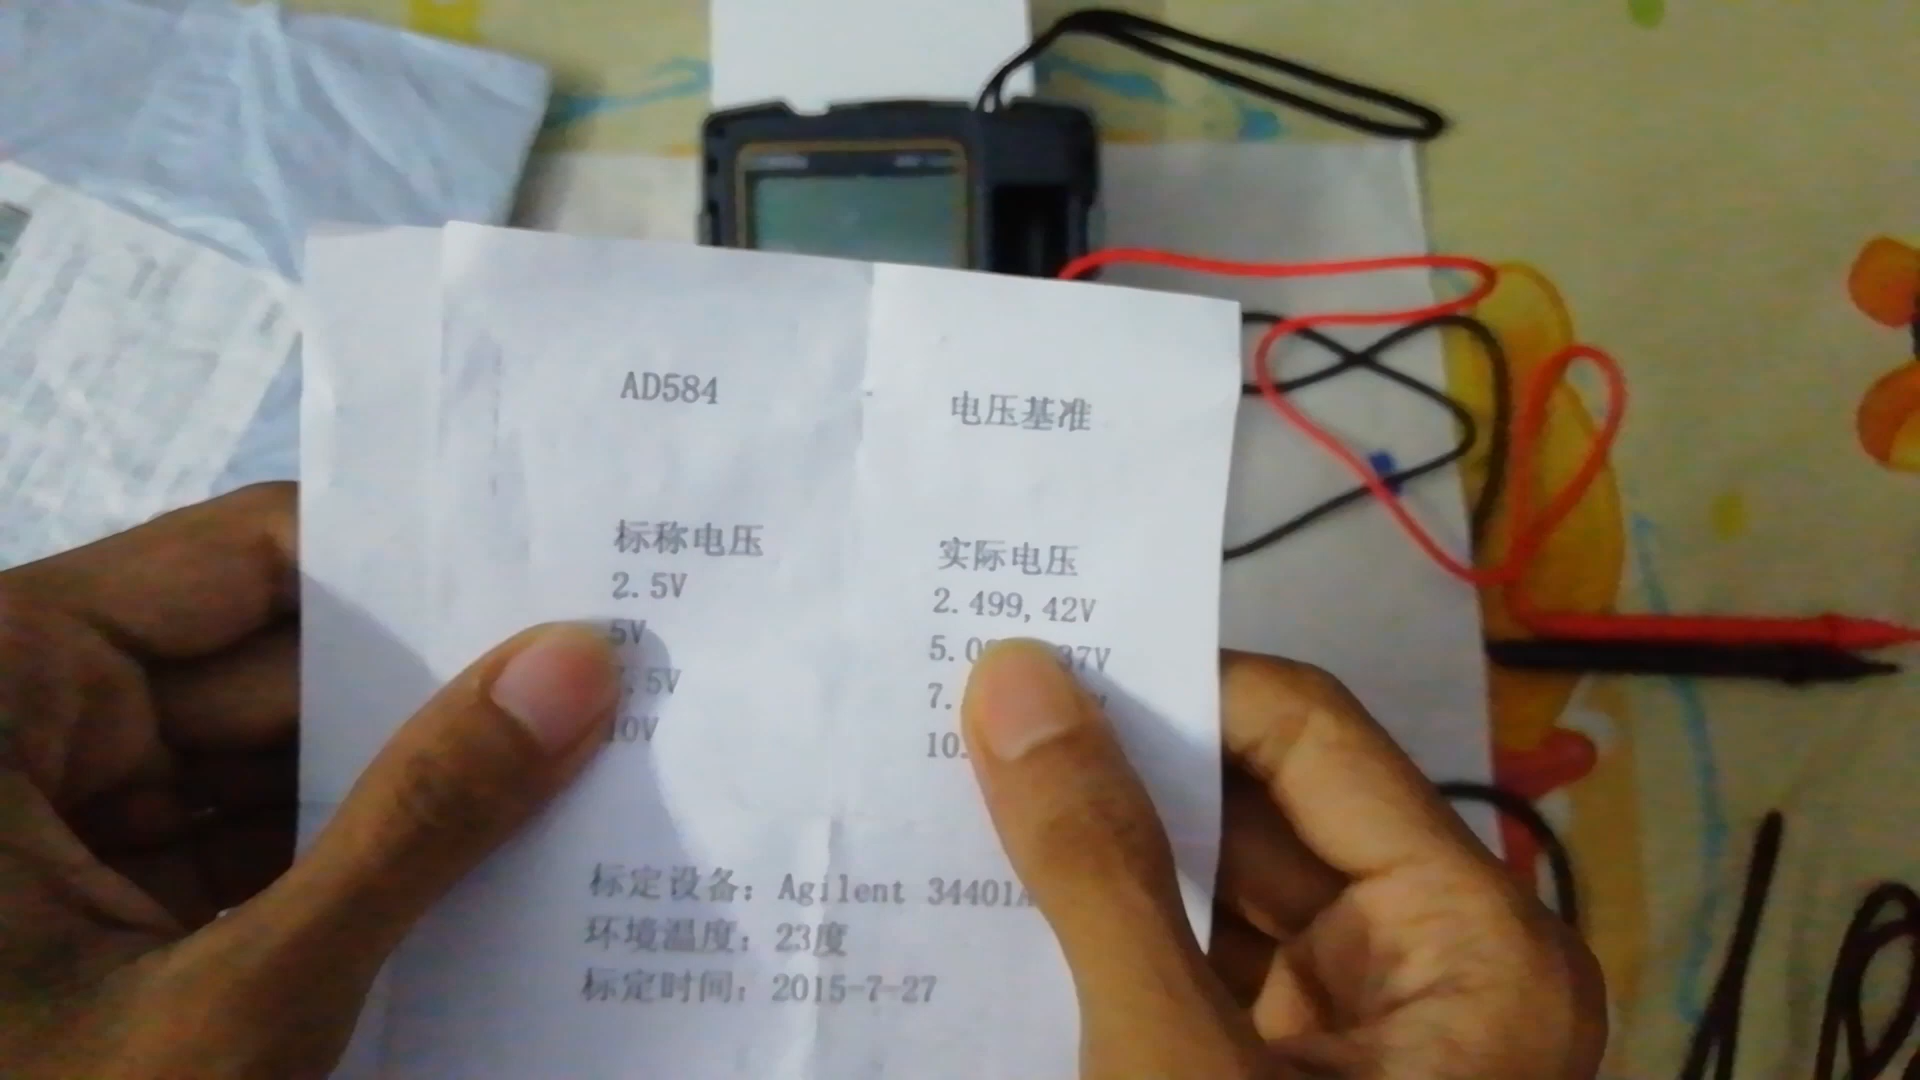 AD584 电压基准
标称电压 实际电压
2.5V 2.499,42V
5V
10V
标定设备: Agilent 34401A
环境温度: 23度
标定时间: 2015-7-27